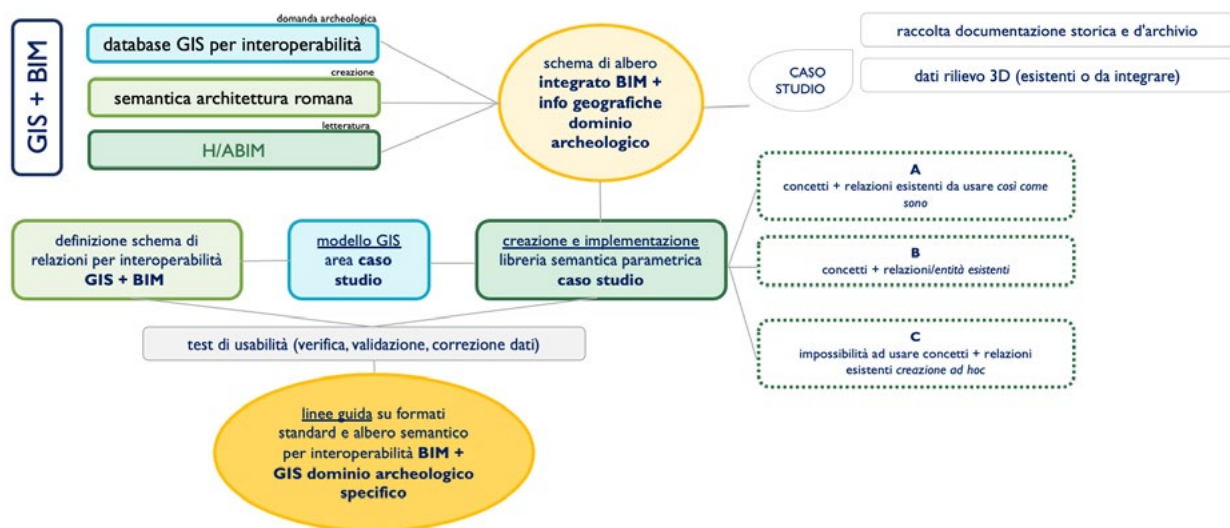 GIS + BIM
domanda archeologica
database GIS per interoperabilità
creazione
semantica architettura romana
letteratura
H/ABIM
schema di albero
integrato BIM +
info geografiche
dominio
archeologico
CASO
STUDIO
raccolta documentazione storica e d'archivio
dati rilievo 3D (esistenti o da integrare)
definizione schema di
relazioni per interoperabilità
GIS + BIM
modello GIS
area caso
studio
creazione e implementazione
libreria semantica parametrica
caso studio
A
concetti + relazioni esistenti da usare così come
sono
B
concetti + relazioni/entità esistenti
C
impossibilità ad usare concetti + relazioni
esistenti creazione ad hoc
test di usabilità (verifica, validazione, correzione dati)
linee guida su formati
standard e albero semantico
per interoperabilità BIM +
GIS dominio archeologico
specifico